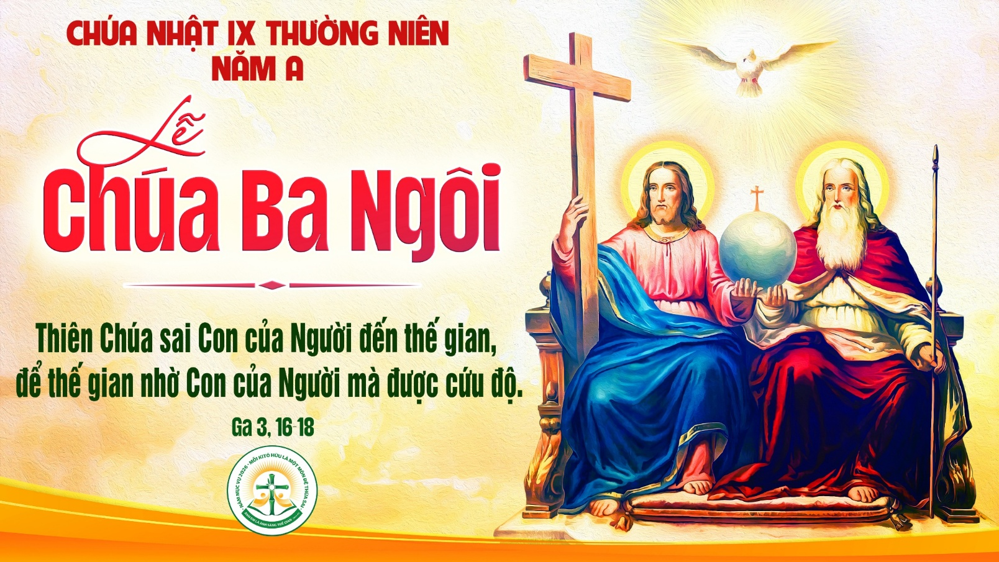 CHÚA NHẬT IX THƯỜNG NIÊN
NĂM A
Lễ
Chúa Ba Ngôi
Thiên Chúa sai Con của Người đến thế gian,
để thế gian nhờ Con của Người mà được cứu độ.
Ga 3, 16-18
NĂM MỤC VỤ 2026 • MỖI KITÔ HỮU LÀ MỘT MÔN ĐỆ THỪA SAI •
ANH EM LÀ ÁNH SÁNG THẾ GIAN